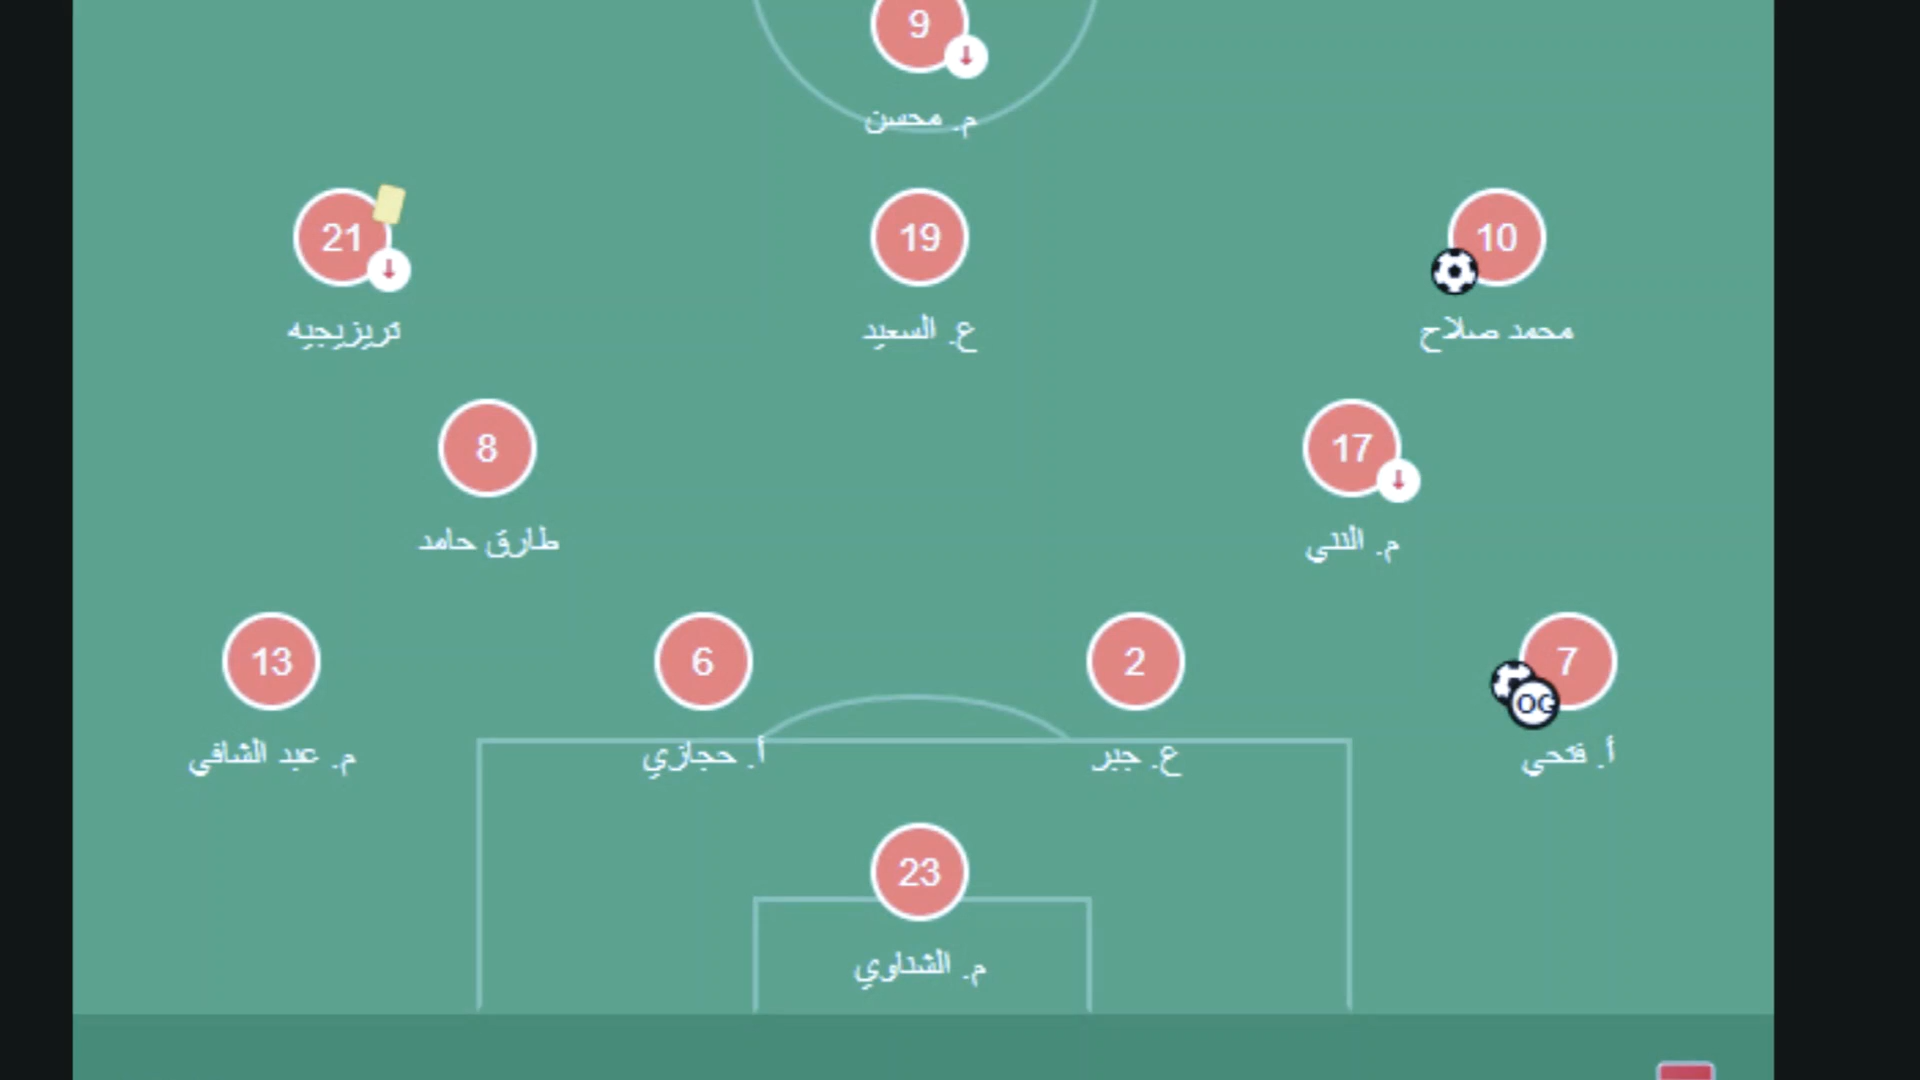 9
م. محسن
21
19
10
تريزيجيه
ع. السعيد
محمد صلاح
8
17
طارق حامد
م. النني
13
6
2
7
OG
م. عبد الشافي
أ. حجازي
ع. جبر
أ. فتحي
23
م. الشناوي